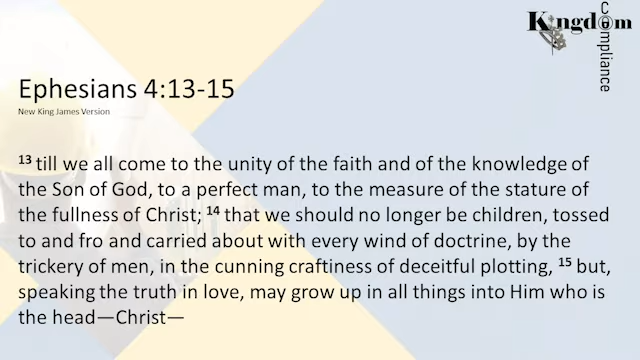 Kingdom
Compliance
Ephesians 4:13-15
New King James Version
13 till we all come to the unity of the faith and of the knowledge of
the Son of God, to a perfect man, to the measure of the stature of
the fullness of Christ; 14 that we should no longer be children, tossed
to and fro and carried about with every wind of doctrine, by the
trickery of men, in the cunning craftiness of deceitful plotting, 15 but,
speaking the truth in love, may grow up in all things into Him who is
the head—Christ—